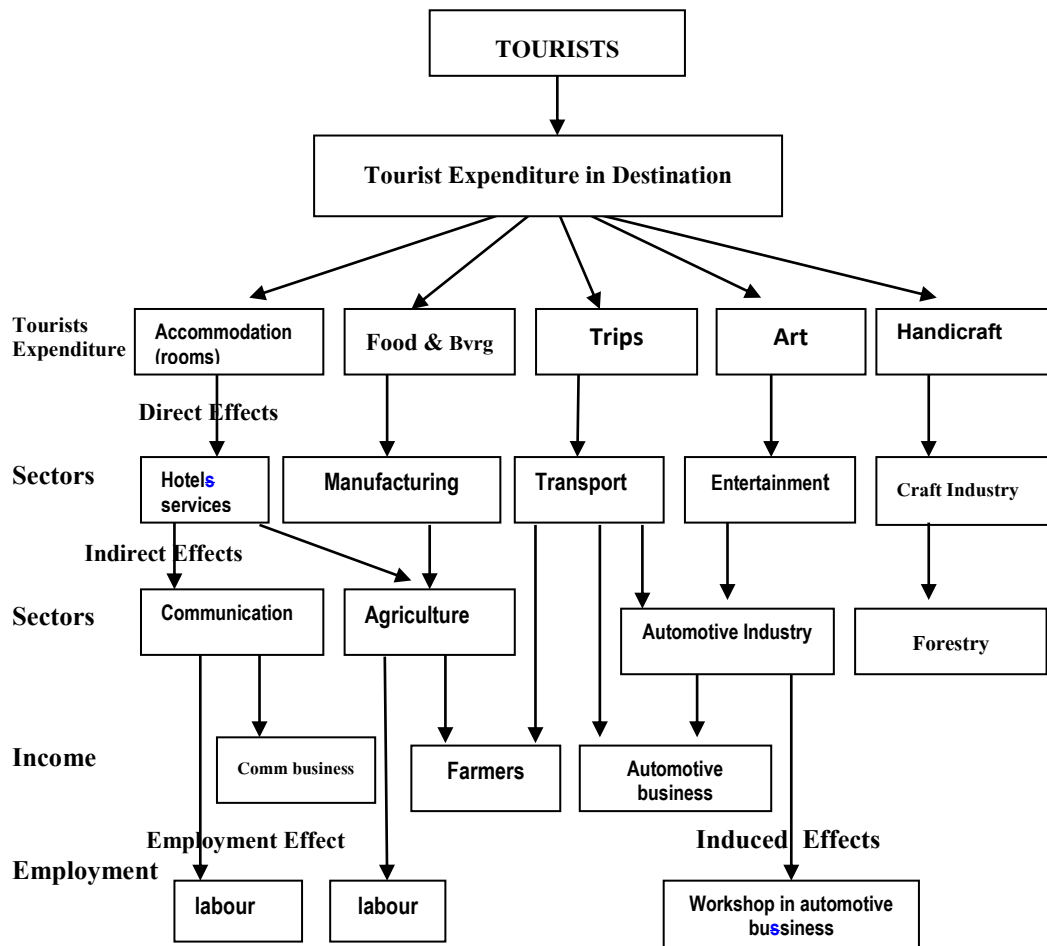 TOURISTS
Tourist Expenditure in Destination
Tourists
Expenditure
Accommodation
(rooms)
Food & Bvrg
Trips
Art
Handicraft
Direct Effects
Sectors
Hotels
services
Manufacturing
Transport
Entertainment
Craft Industry
Indirect Effects
Sectors
Communication
Agriculture
Automotive Industry
Forestry
Income
Comm business
Farmers
Automotive
business
Employment Effect
Induced Effects
Employment
labour
labour
Workshop in automotive
bussiness